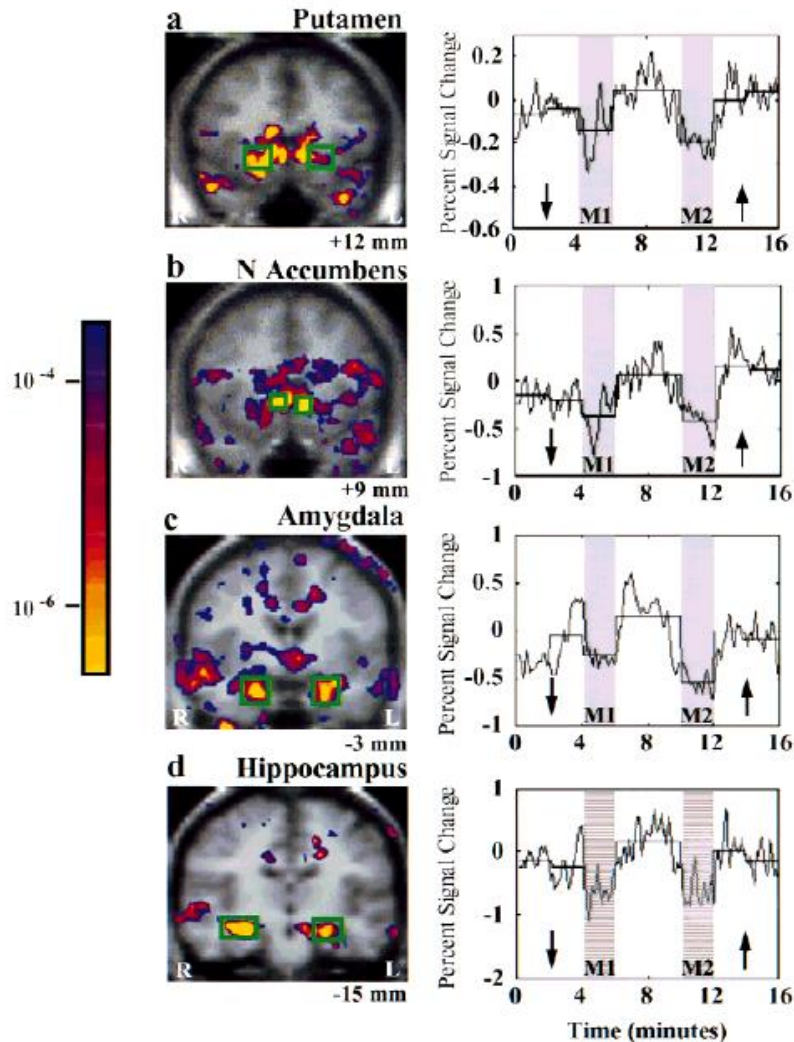 a Putamen
R L
+12 mm
Percent Signal Change
0.2
0
-0.2
-0.4
-0.6
M1 M2
0 4 8 12 16
b N Accumbens
R L
+9 mm
Percent Signal Change
1
0.5
0
-0.5
-1
M1 M2
0 4 8 12 16
10-4
10-6
c Amygdala
R L
-3 mm
Percent Signal Change
1
0.5
0
-0.5
-1
M1 M2
0 4 8 12 16
d Hippocampus
R L
-15 mm
Percent Signal Change
1
0
-1
-2
M1 M2
0 4 8 12 16
Time (minutes)